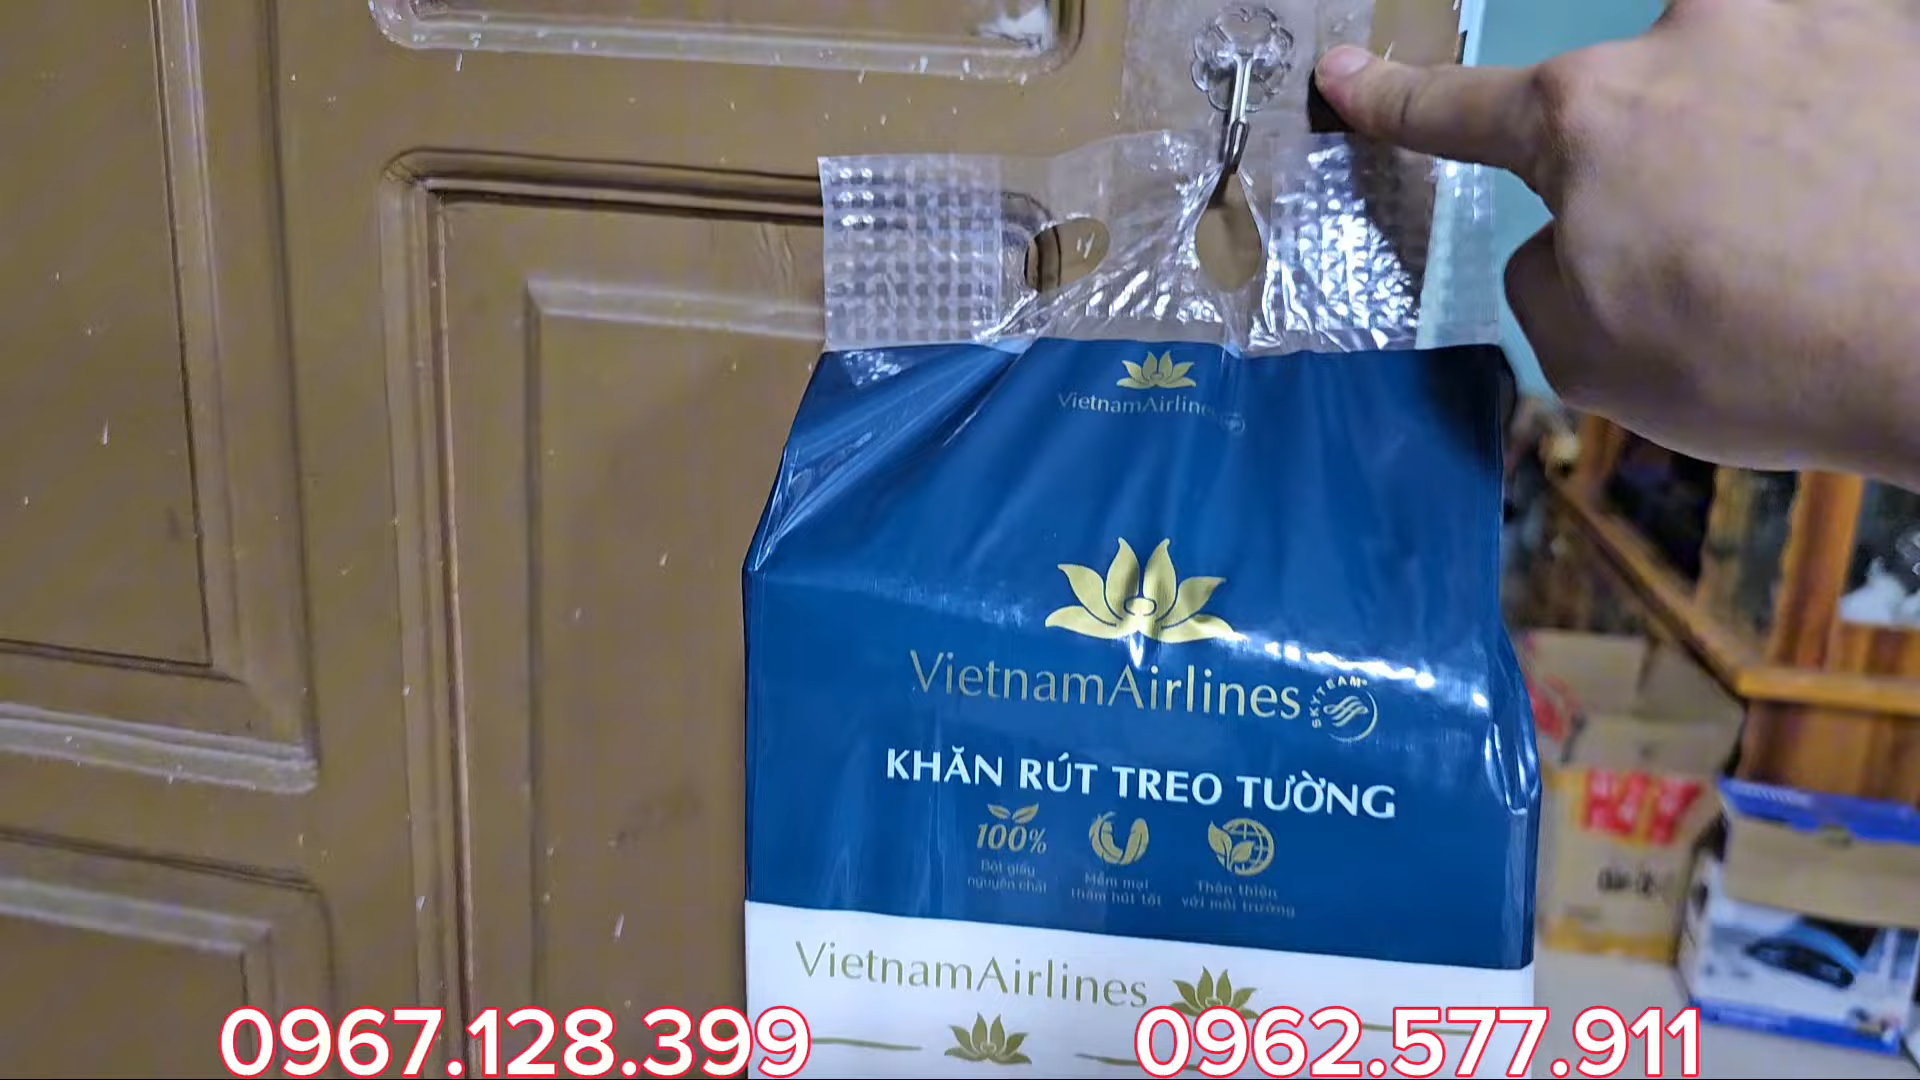 VietnamAirlines
VietnamAirlines SKYTEAM
KHĂN RÚT TREO TƯỜNG
100%
Bột giấy
nguyên chất
Mềm mại
thấm hút tốt
Thân thiện
với môi trường
VietnamAirlines
0967.128.399
0962.577.911